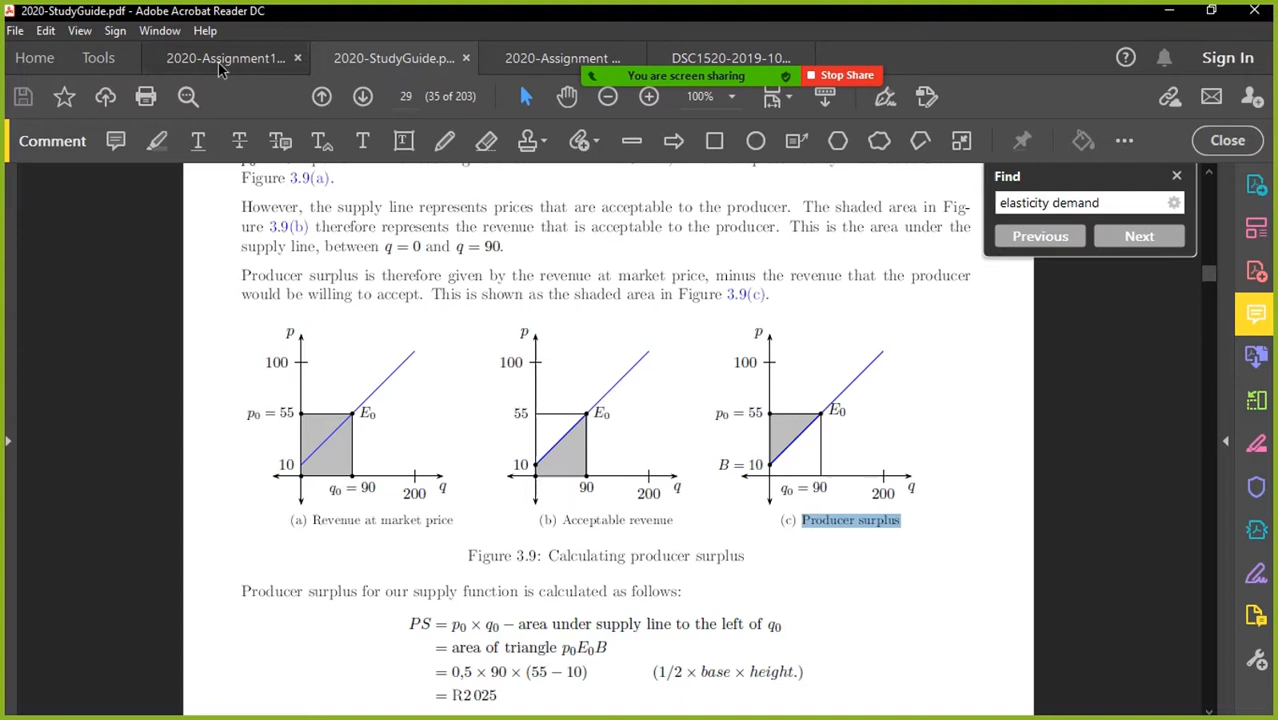 2020-StudyGuide.pdf - Adobe Acrobat Reader DC
File Edit View Sign Window Help
Home Tools 2020-Assignment1... 2020-StudyGuide.p... 2020-Assignment ... DSC1520-2019-10... Sign In
You are screen sharing Stop Share
29 (35 of 203) 100%
Comment Close
Figure 3.9(a).
However, the supply line represents prices that are acceptable to the producer. The shaded area in Fig-
ure 3.9(b) therefore represents the revenue that is acceptable to the producer. This is the area under the
supply line, between q = 0 and q = 90.
Producer surplus is therefore given by the revenue at market price, minus the revenue that the producer
would be willing to accept. This is shown as the shaded area in Figure 3.9(c).
Find
elasticity demand
Previous Next
p
100
p₀ = 55
E₀
10
q₀ = 90
200
q
(a) Revenue at market price
p
100
55
E₀
10
90
200
q
(b) Acceptable revenue
p
100
p₀ = 55
E₀
B = 10
q₀ = 90
200
q
(c) Producer surplus
Figure 3.9: Calculating producer surplus
Producer surplus for our supply function is calculated as follows:
PS = p₀ × q₀ − area under supply line to the left of q₀
= area of triangle p₀E₀B
= 0,5 × 90 × (55 − 10) (1/2 × base × height.)
= R2 025